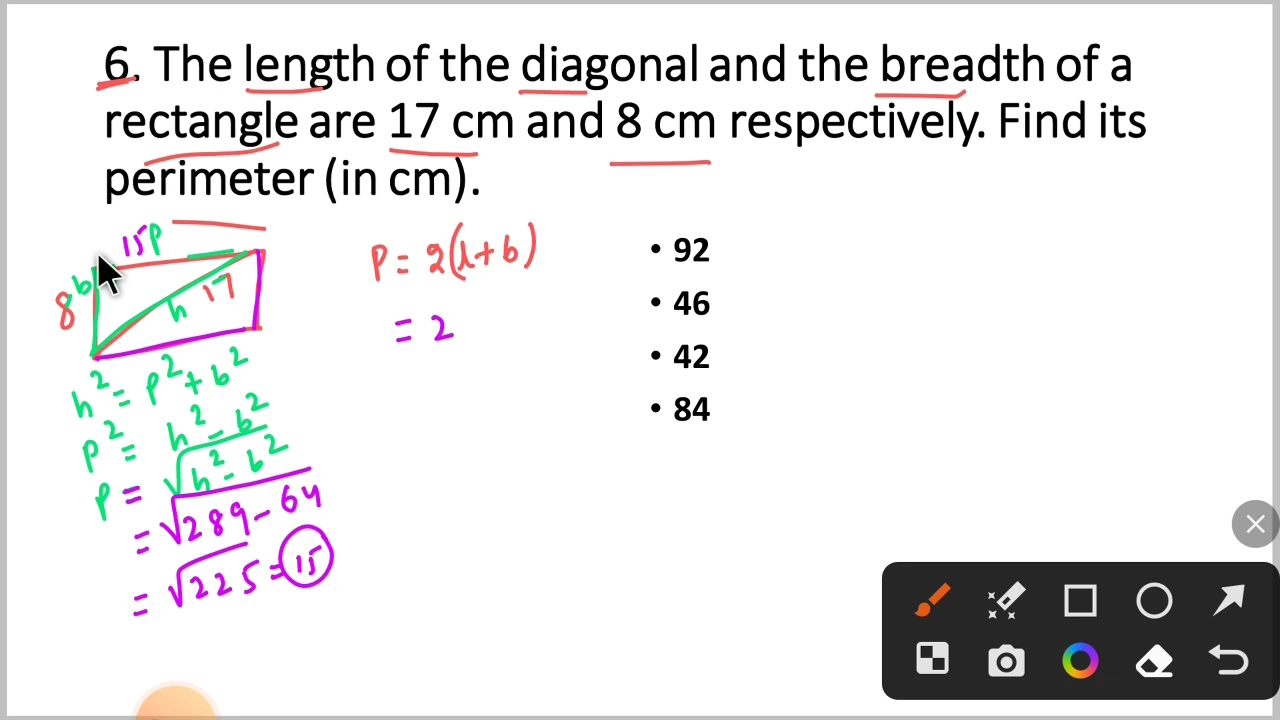 6. The length of the diagonal and the breadth of a
rectangle are 17 cm and 8 cm respectively. Find its
perimeter (in cm).
15 p
8 b
h 17
h² = p² + b²
p² = h² - b²
p = √h² - b²
= √289 - 64
= √225 = 15
P = 2(l+b)
= 2
• 92
• 46
• 42
• 84